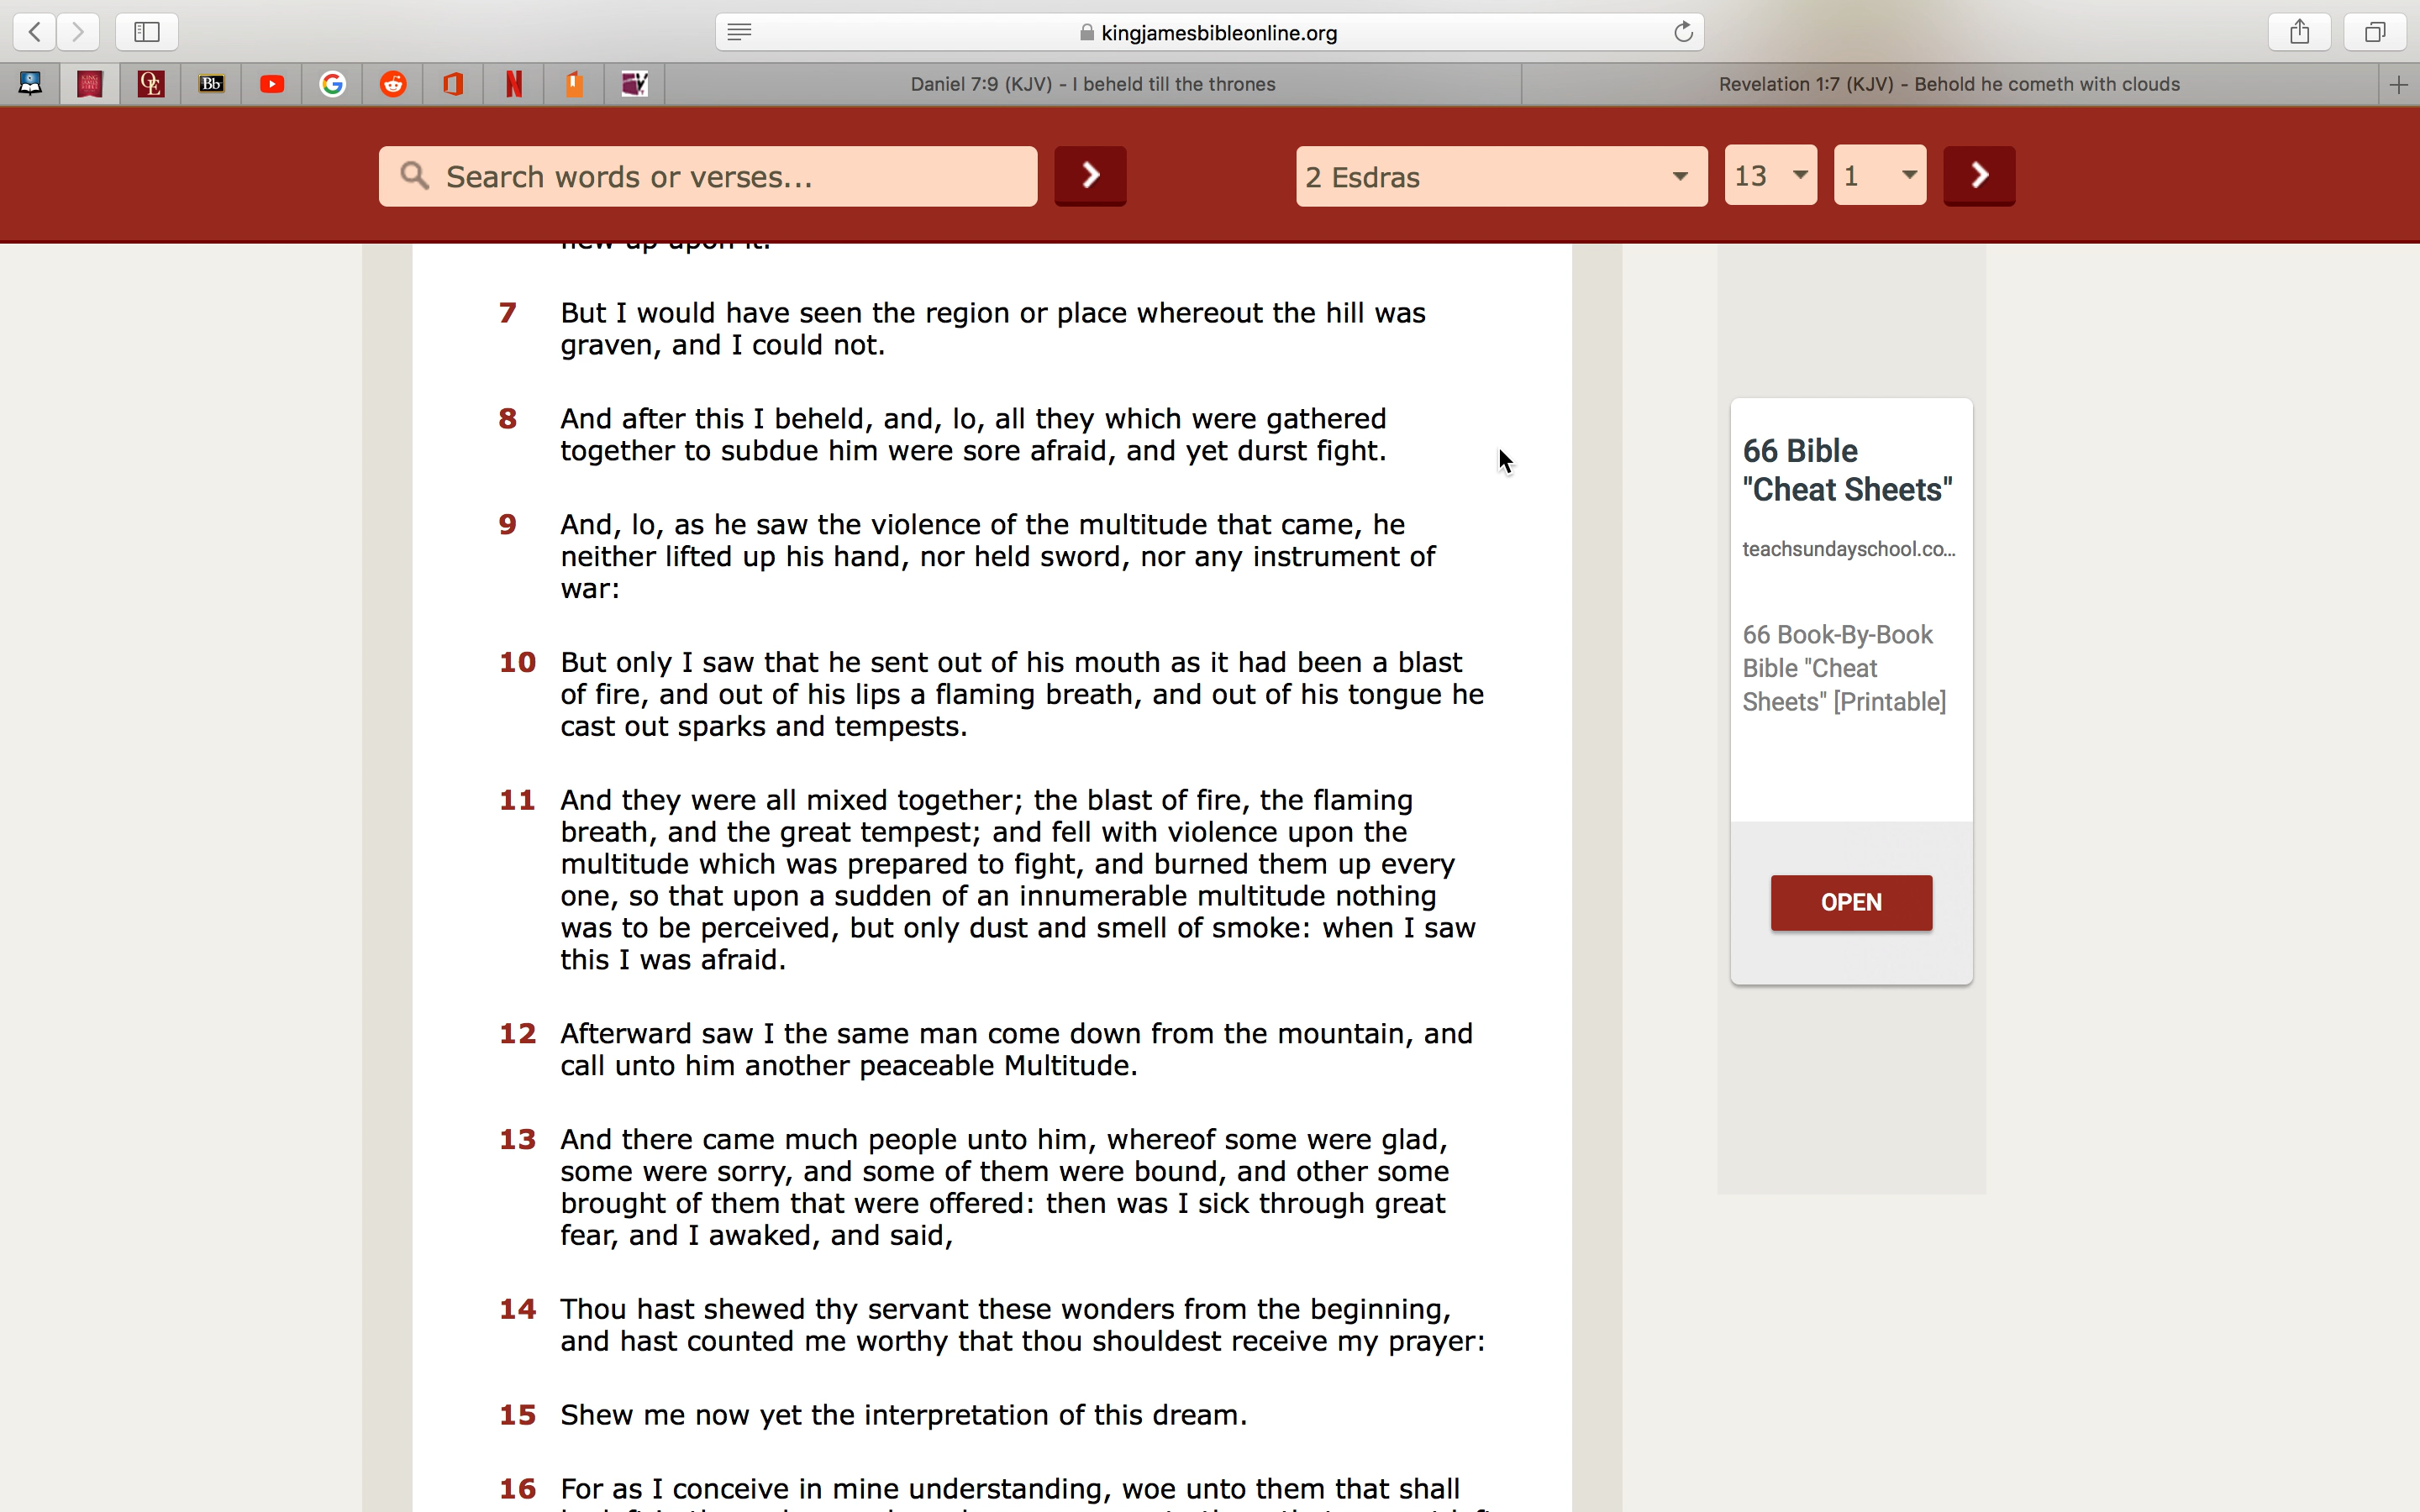 kingjamesbibleonline.org
Bb
Daniel 7:9 (KJV) - I beheld till the thrones
Revelation 1:7 (KJV) - Behold he cometh with clouds
Search words or verses...
2 Esdras
13
1
flew up upon it.
7 But I would have seen the region or place whereout the hill was
graven, and I could not.
8 And after this I beheld, and, lo, all they which were gathered
together to subdue him were sore afraid, and yet durst fight.
9 And, lo, as he saw the violence of the multitude that came, he
neither lifted up his hand, nor held sword, nor any instrument of
war:
10 But only I saw that he sent out of his mouth as it had been a blast
of fire, and out of his lips a flaming breath, and out of his tongue he
cast out sparks and tempests.
11 And they were all mixed together; the blast of fire, the flaming
breath, and the great tempest; and fell with violence upon the
multitude which was prepared to fight, and burned them up every
one, so that upon a sudden of an innumerable multitude nothing
was to be perceived, but only dust and smell of smoke: when I saw
this I was afraid.
12 Afterward saw I the same man come down from the mountain, and
call unto him another peaceable Multitude.
13 And there came much people unto him, whereof some were glad,
some were sorry, and some of them were bound, and other some
brought of them that were offered: then was I sick through great
fear, and I awaked, and said,
14 Thou hast shewed thy servant these wonders from the beginning,
and hast counted me worthy that thou shouldest receive my prayer:
15 Shew me now yet the interpretation of this dream.
16 For as I conceive in mine understanding, woe unto them that shall
66 Bible
"Cheat Sheets"
teachsundayschool.co...
66 Book-By-Book
Bible "Cheat
Sheets" [Printable]
OPEN